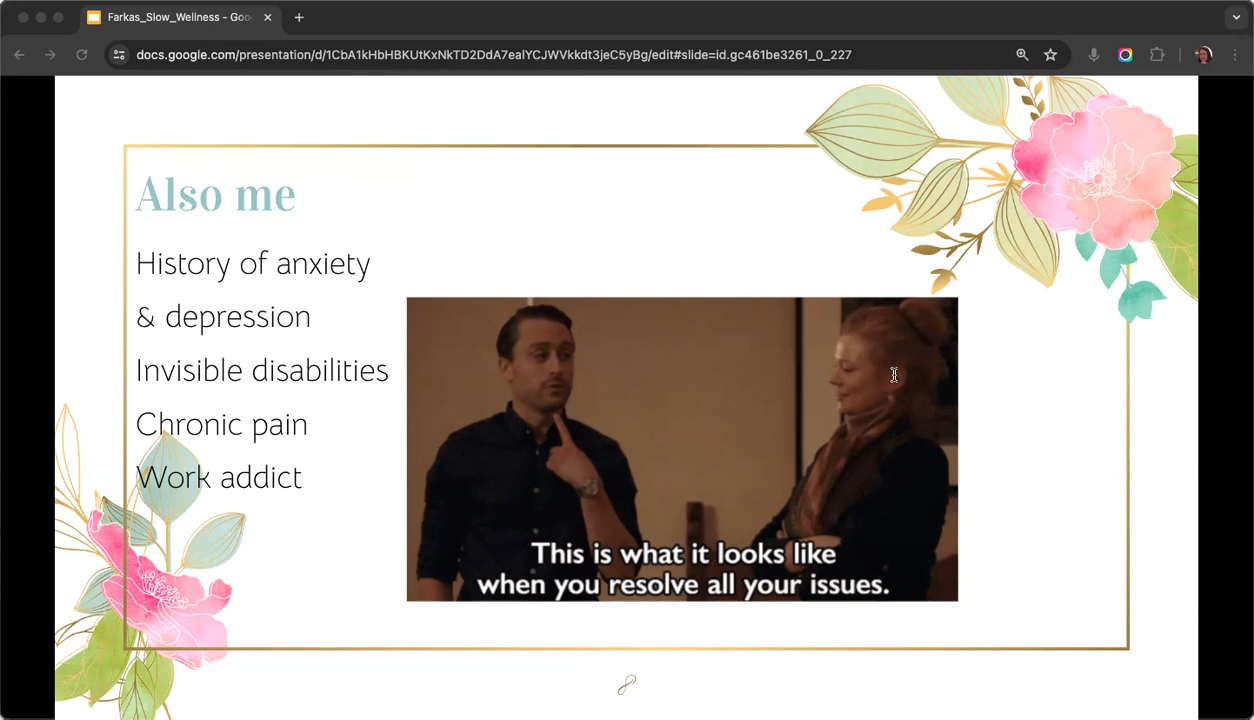 Farkas_Slow_Wellness - Goo
docs.google.com/presentation/d/1CbA1kHbHBKUtKxNkTD2DdA7ealYCJWVkkdt3jeC5yBg/edit#slide=id.gc461be3261_0_227
Also me
History of anxiety
& depression
Invisible disabilities
Chronic pain
Work addict
This is what it looks like
when you resolve all your issues.
8